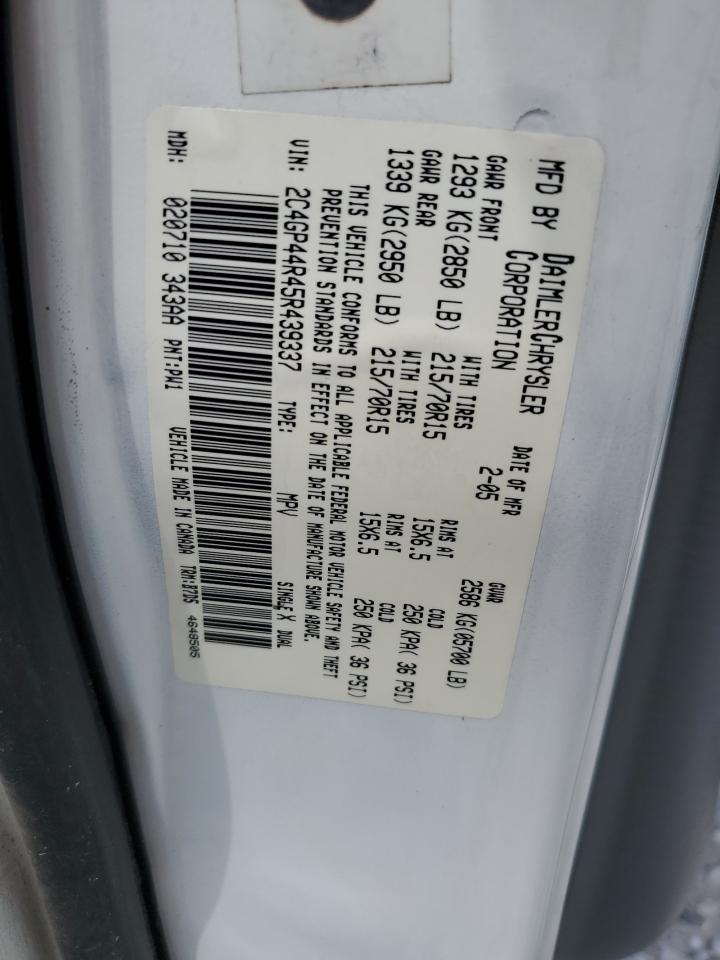 MFD BY DAIMLERCHRYSLER CORPORATION
DATE OF MFR 2-05
GVWR 2586 KG(05700 LB)
GAWR FRONT 1293 KG(2850 LB)
WITH TIRES 215/70R15
RIMS AT 15X6.5
COLD 250 KPA( 36 PSI)
GAWR REAR 1339 KG(2950 LB)
WITH TIRES 215/70R15
RIMS AT 15X6.5
COLD 250 KPA( 36 PSI)
THIS VEHICLE CONFORMS TO ALL APPLICABLE FEDERAL MOTOR VEHICLE SAFETY AND THEFT
PREVENTION STANDARDS IN EFFECT ON THE DATE OF MANUFACTURE SHOWN ABOVE.
VIN: 2C4GP44R45R439337 TYPE: MPV SINGLE X DUAL
MDH: 020710 343AA PNT:PW1 VEHICLE MADE IN CANADA TRM:B7D5 4648505